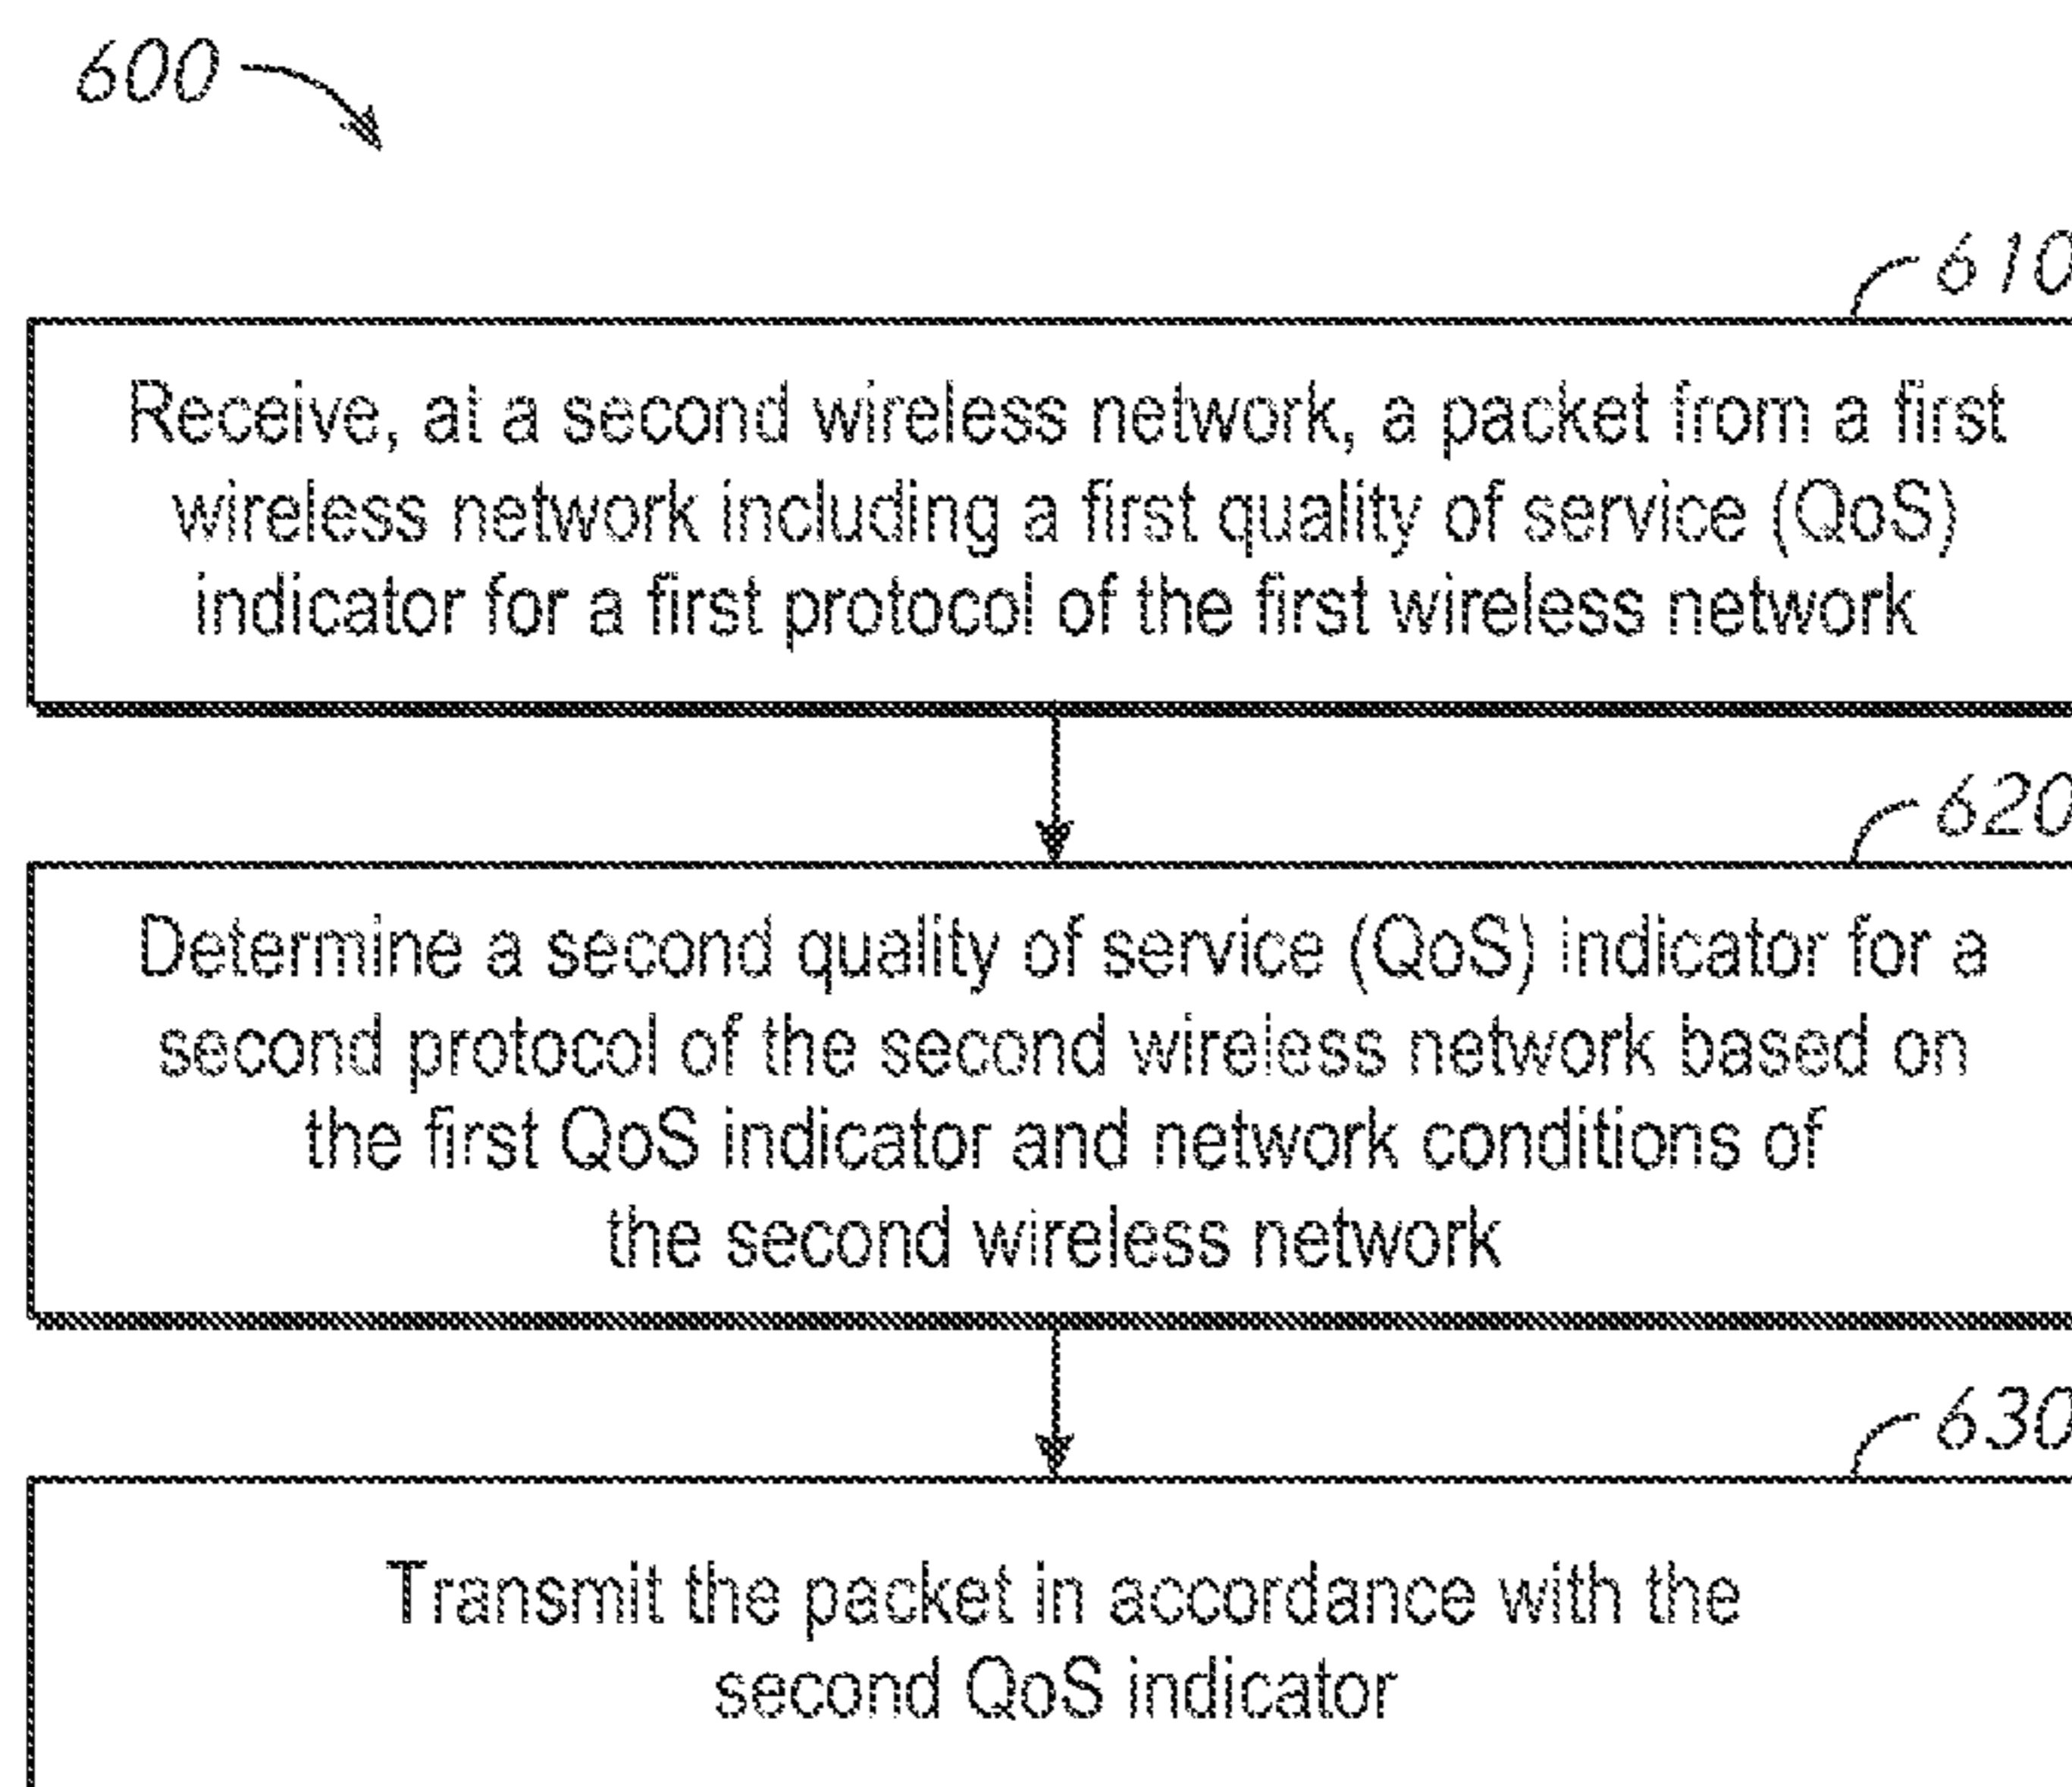 600
610
Receive, at a second wireless network, a packet from a first
wireless network including a first quality of service (QoS)
indicator for a first protocol of the first wireless network
620
Determine a second quality of service (QoS) indicator for a
second protocol of the second wireless network based on
the first QoS indicator and network conditions of
the second wireless network
630
Transmit the packet in accordance with the
second QoS indicator